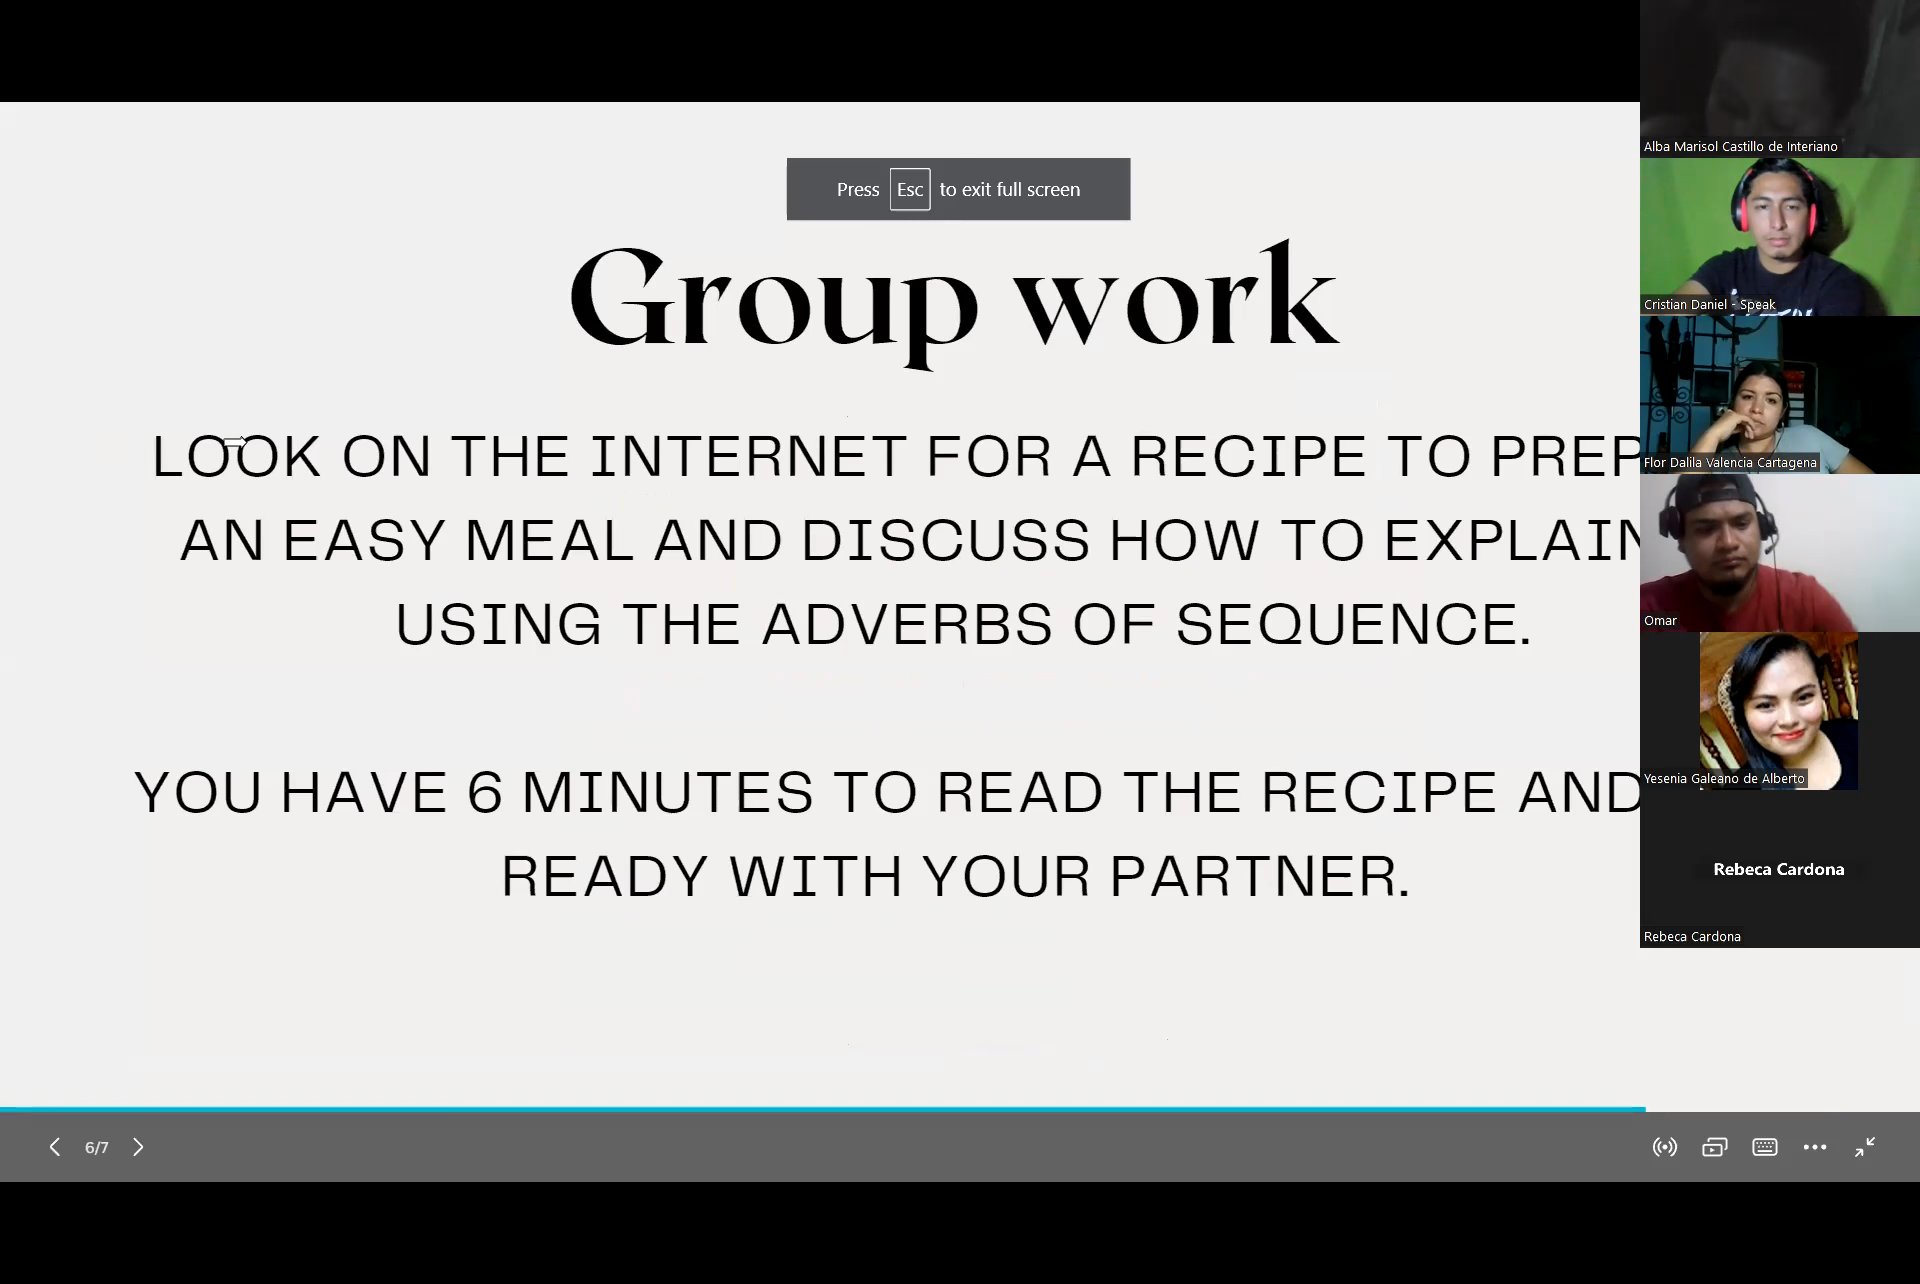 Press Esc to exit full screen
Group work
LOOK ON THE INTERNET FOR A RECIPE TO PREP
AN EASY MEAL AND DISCUSS HOW TO EXPLAIN
USING THE ADVERBS OF SEQUENCE.
YOU HAVE 6 MINUTES TO READ THE RECIPE AND
READY WITH YOUR PARTNER.
6/7
Alba Marisol Castillo de Interiano
Cristian Daniel - Speak
Flor Dalila Valencia Cartagena
Omar
Yesenia Galeano de Alberto
Rebeca Cardona
Rebeca Cardona